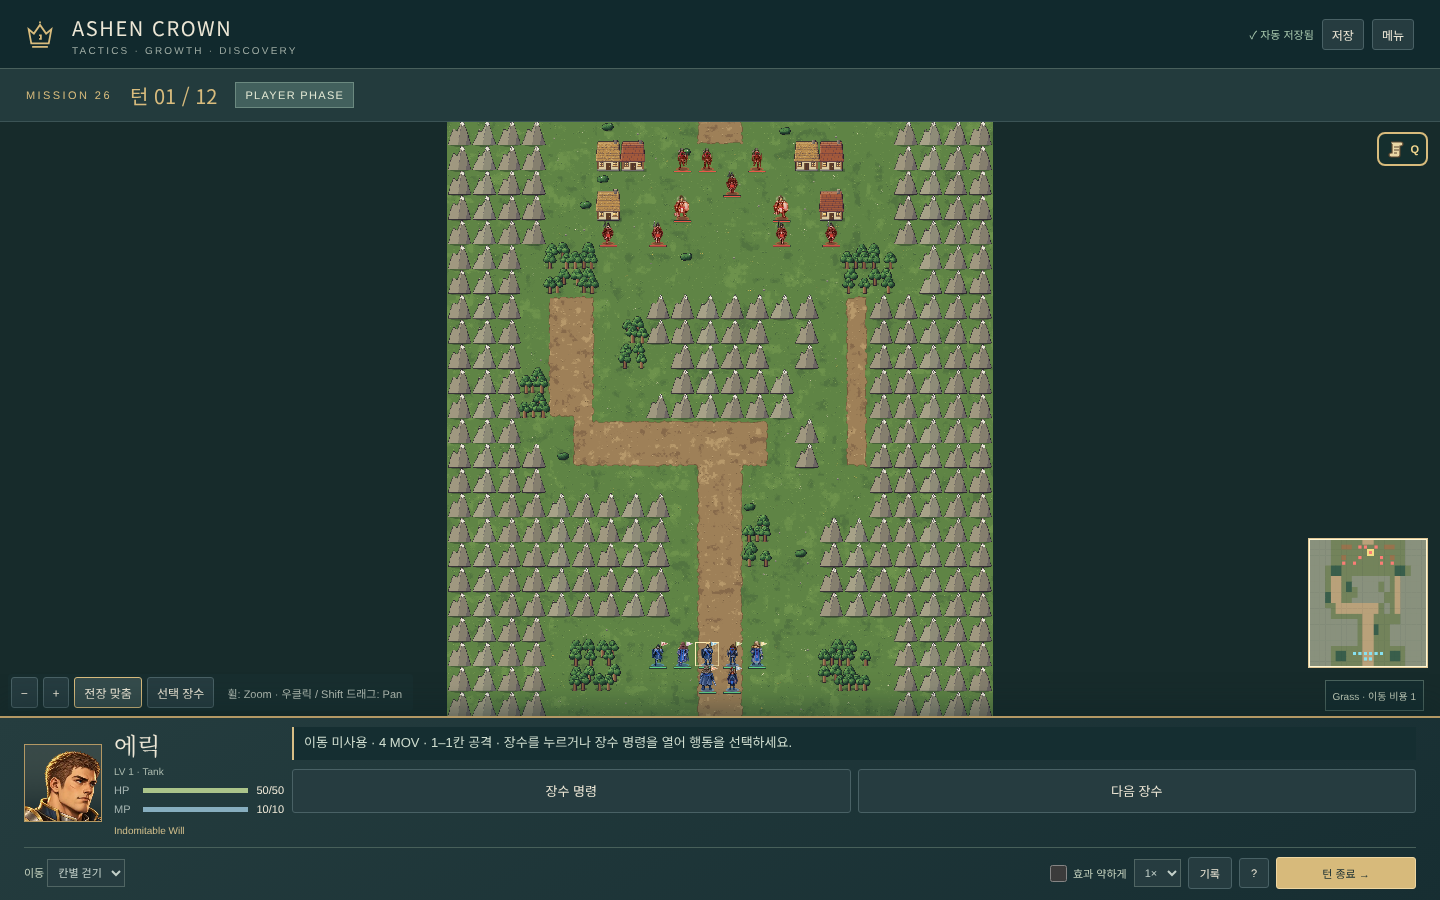 ASHEN CROWN
TACTICS · GROWTH · DISCOVERY
✓ 자동 저장됨
저장
메뉴
MISSION 26
턴 01 / 12
PLAYER PHASE
Q
−
+
전장 맞춤
선택 장수
휠: Zoom · 우클릭 / Shift 드래그: Pan
Grass · 이동 비용 1
에릭
LV 1 · Tank
HP 50/50
MP 10/10
Indomitable Will
이동 미사용 · 4 MOV · 1–1칸 공격 · 장수를 누르거나 장수 명령을 열어 행동을 선택하세요.
장수 명령
다음 장수
이동
칸별 걷기
효과 약하게
1×
기록
?
턴 종료 →